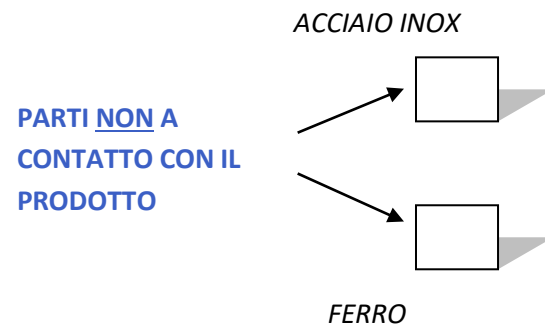 ACCIAIO INOX
PARTI NON A
CONTATTO CON IL
PRODOTTO
FERRO